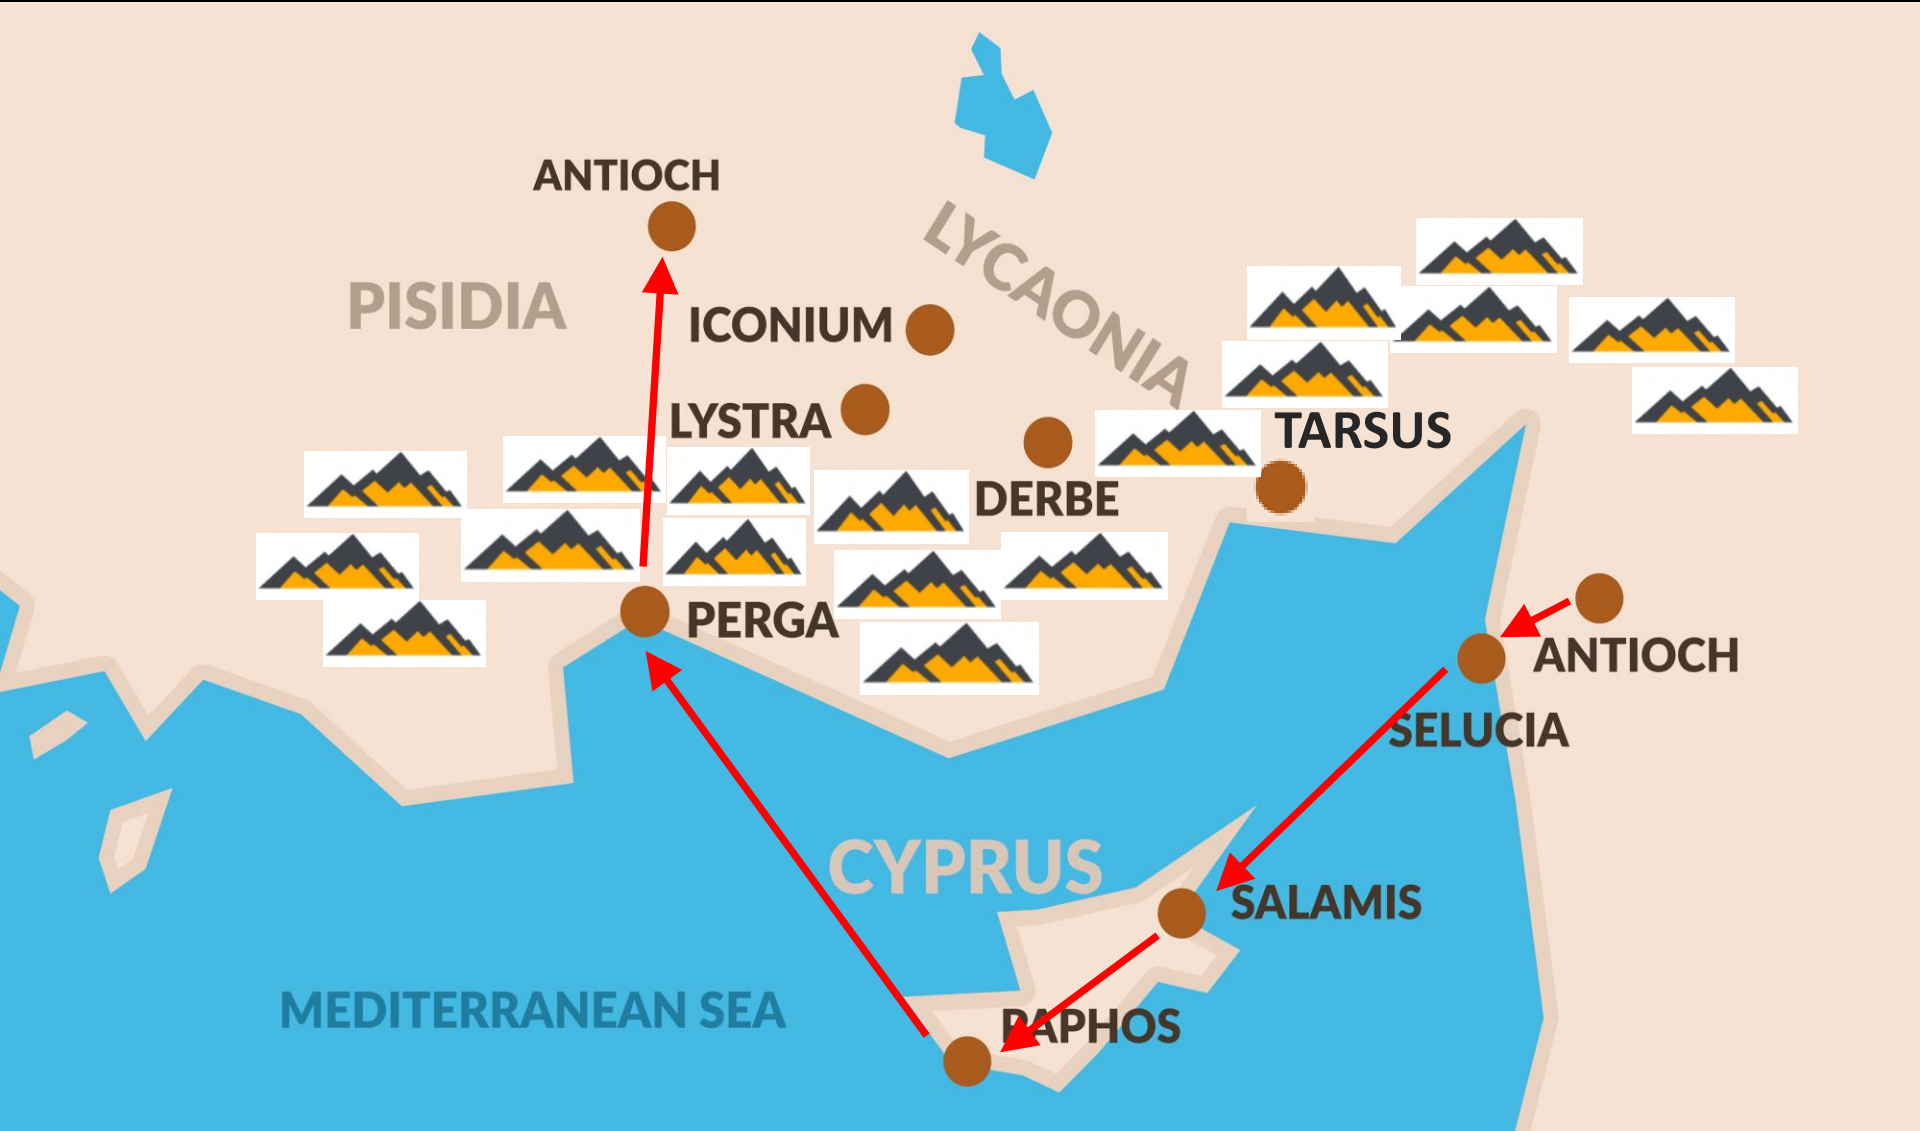 ANTIOCH
LYCAONIA
PISIDIA
ICONIUM
LYSTRA
TARSUS
DERBE
PERGA
ANTIOCH
SELUCIA
CYPRUS
SALAMIS
MEDITERRANEAN SEA
PAPHOS